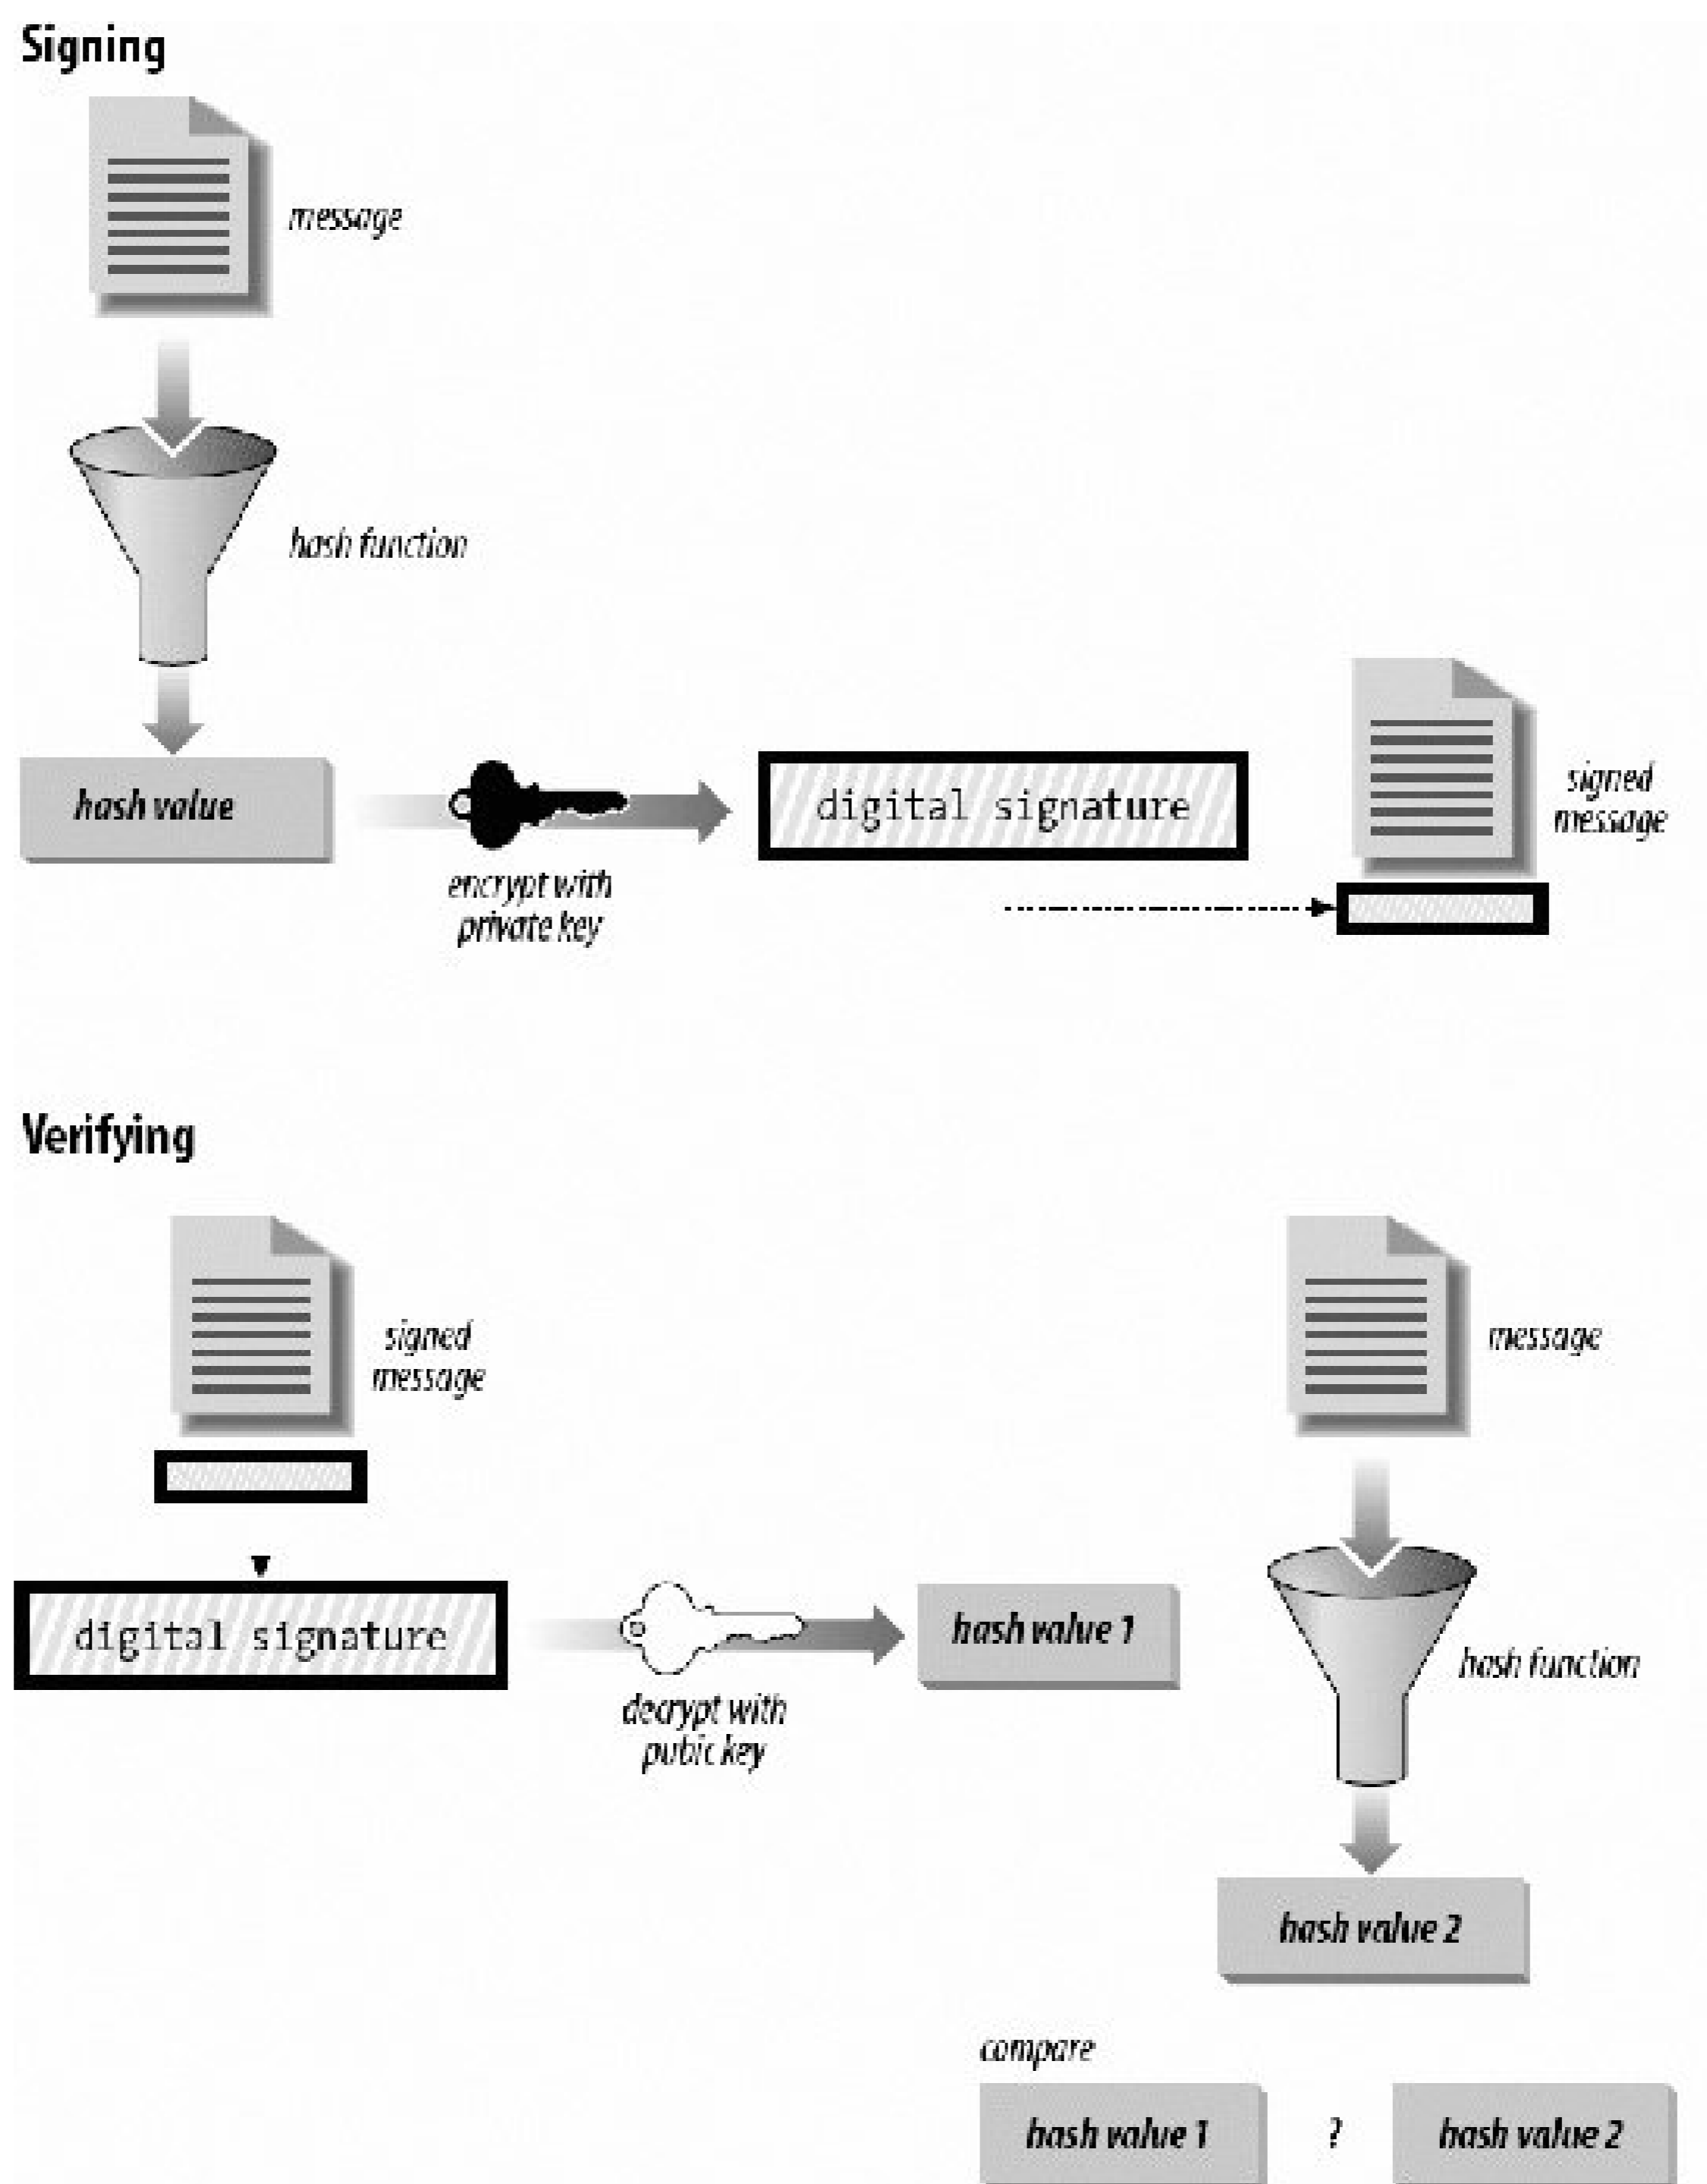 Signing
message
hash function
hash value
encrypt with
private key
digital signature
signed
message
Verifying
signed
message
message
digital signature
decrypt with
pubic key
hash value 1
hash function
hash value 2
compare
hash value 1 ? hash value 2